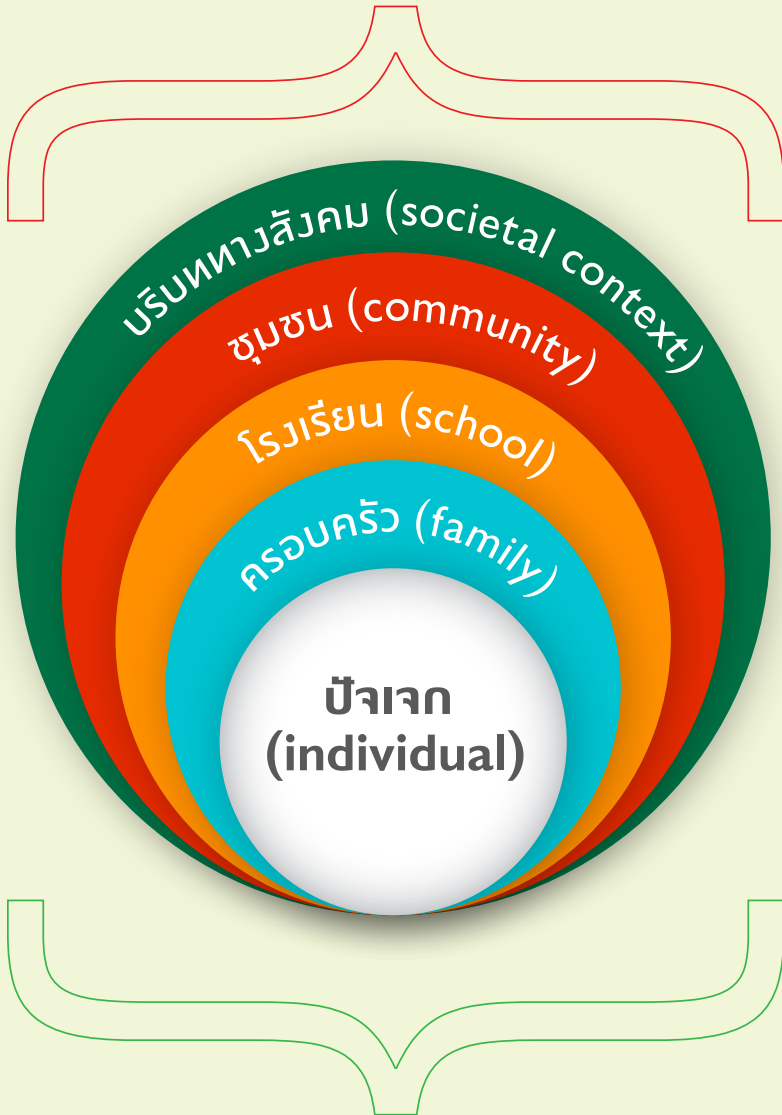 บริบททางสังคม (societal context)
ชุมชน (community)
โรงเรียน (school)
ครอบครัว (family)
ปัจเจก
(individual)